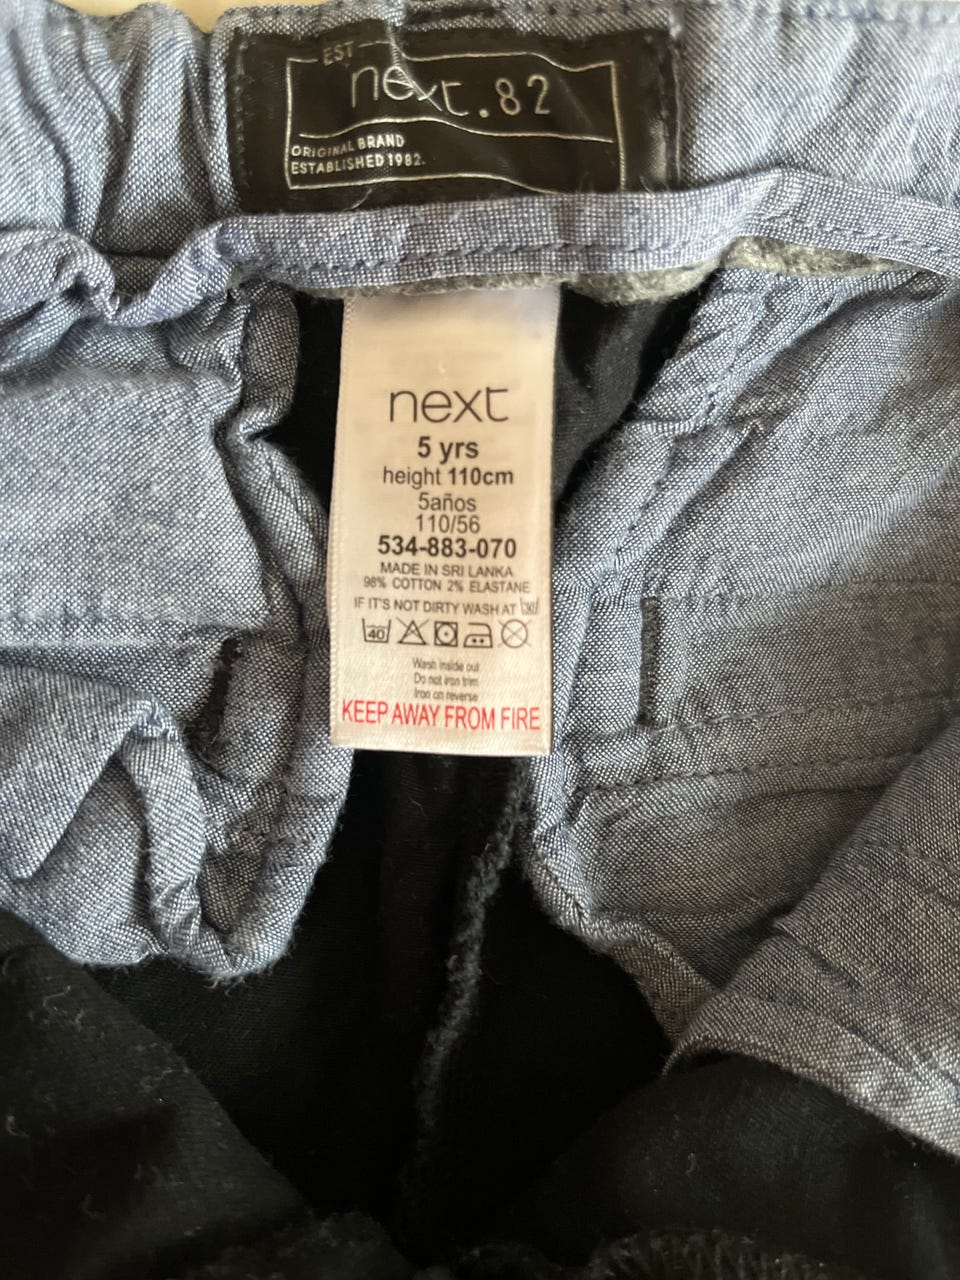 EST
next.82
ORIGINAL BRAND
ESTABLISHED 1982.
next
5 yrs
height 110cm
5años
110/56
534-883-070
MADE IN SRI LANKA
98% COTTON 2% ELASTANE
IF IT'S NOT DIRTY WASH AT 30
40
Wash inside out
Do not iron trim
Iron on reverse
KEEP AWAY FROM FIRE